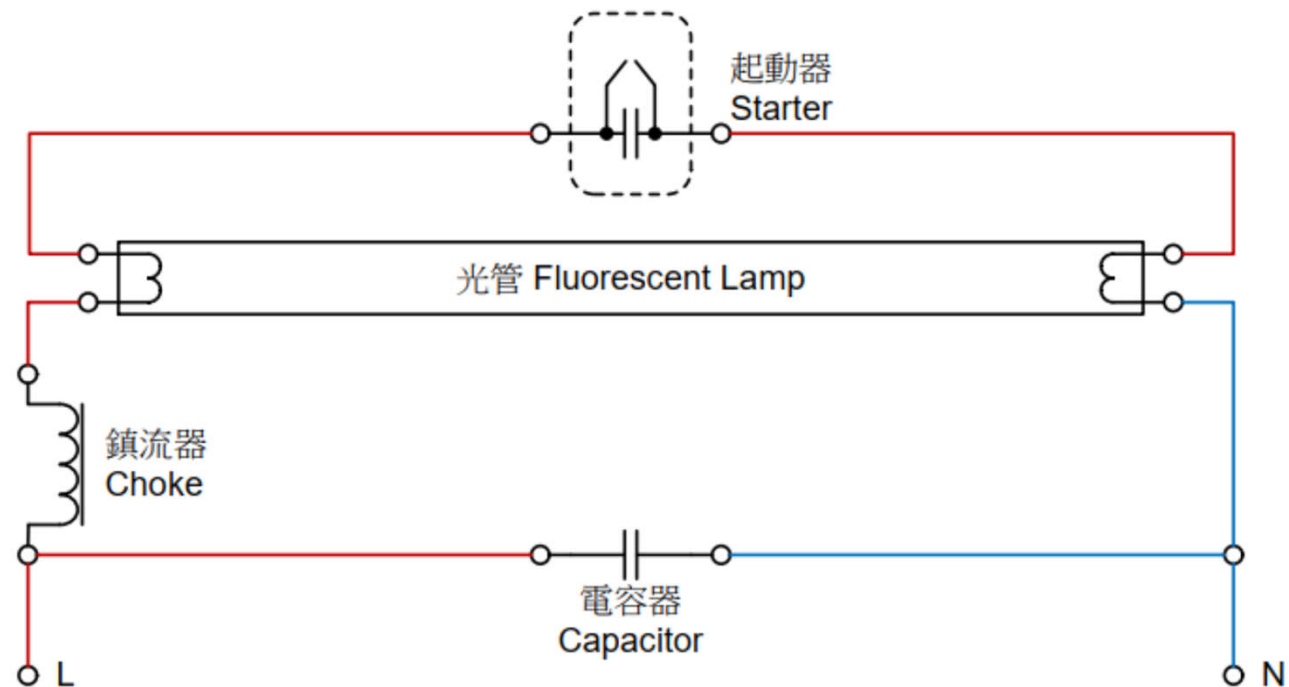 起動器
Starter
光管 Fluorescent Lamp
鎮流器
Choke
電容器
Capacitor
L
N